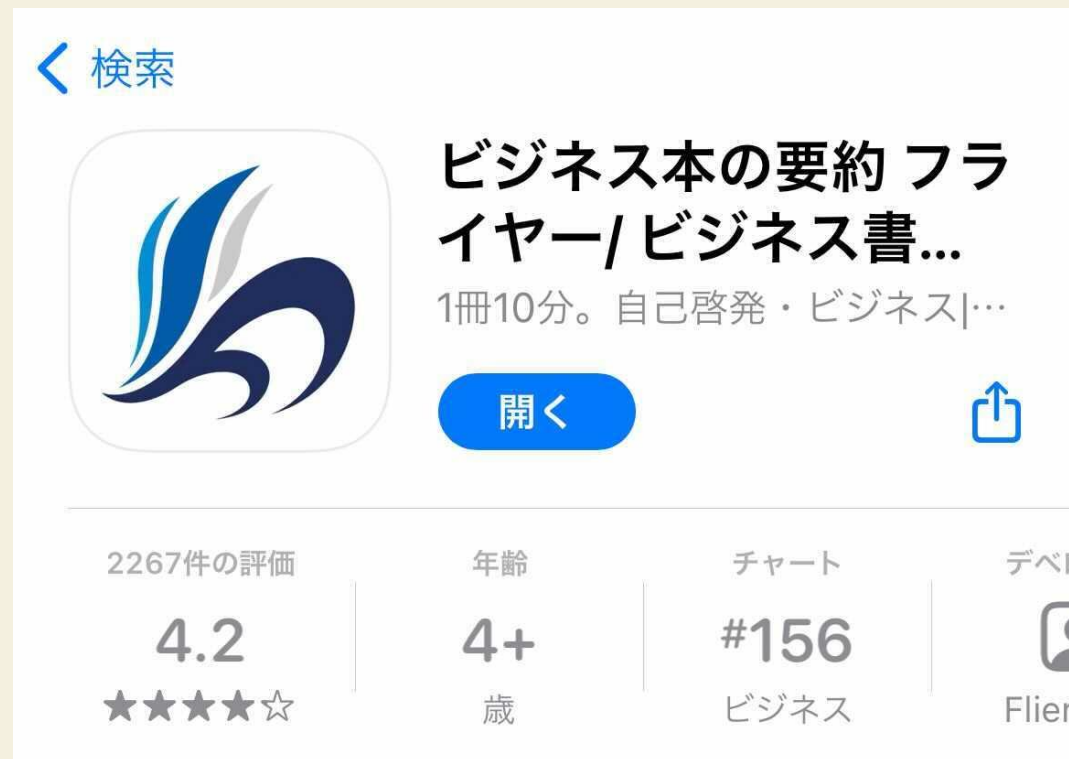 検索
ビジネス本の要約 フラ
イヤー/ ビジネス書...
1冊10分。自己啓発・ビジネス|…
開く
2267件の評価
年齢
チャート
4.2
4+
#156
★★★★☆
歳
ビジネス